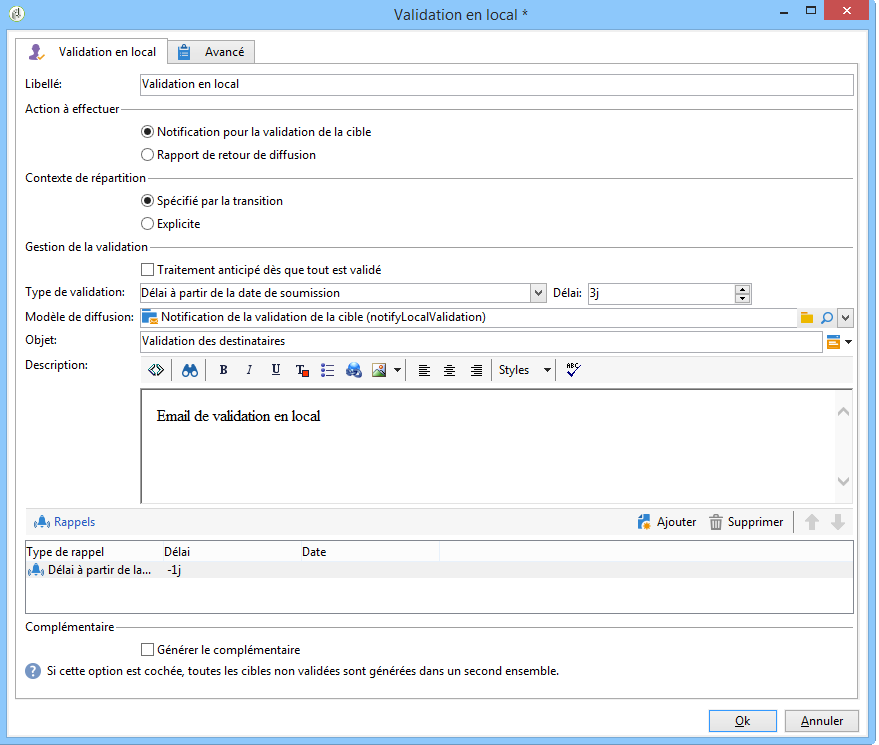 Validation en local *
Validation en local
Avancé
Libellé: Validation en local
Action à effectuer
Notification pour la validation de la cible
Rapport de retour de diffusion
Contexte de répartition
Spécifié par la transition
Explicite
Gestion de la validation
Traitement anticipé dès que tout est validé
Type de validation: Délai à partir de la date de soumission Délai: 3j
Modèle de diffusion: Notification de la validation de la cible (notifyLocalValidation)
Objet: Validation des destinataires
Description: B I U T Styles ABC
Email de validation en local
Rappels Ajouter Supprimer
Type de rappel Délai Date
Délai à partir de la... -1j
Complémentaire
Générer le complémentaire
? Si cette option est cochée, toutes les cibles non validées sont générées dans un second ensemble.
Ok Annuler